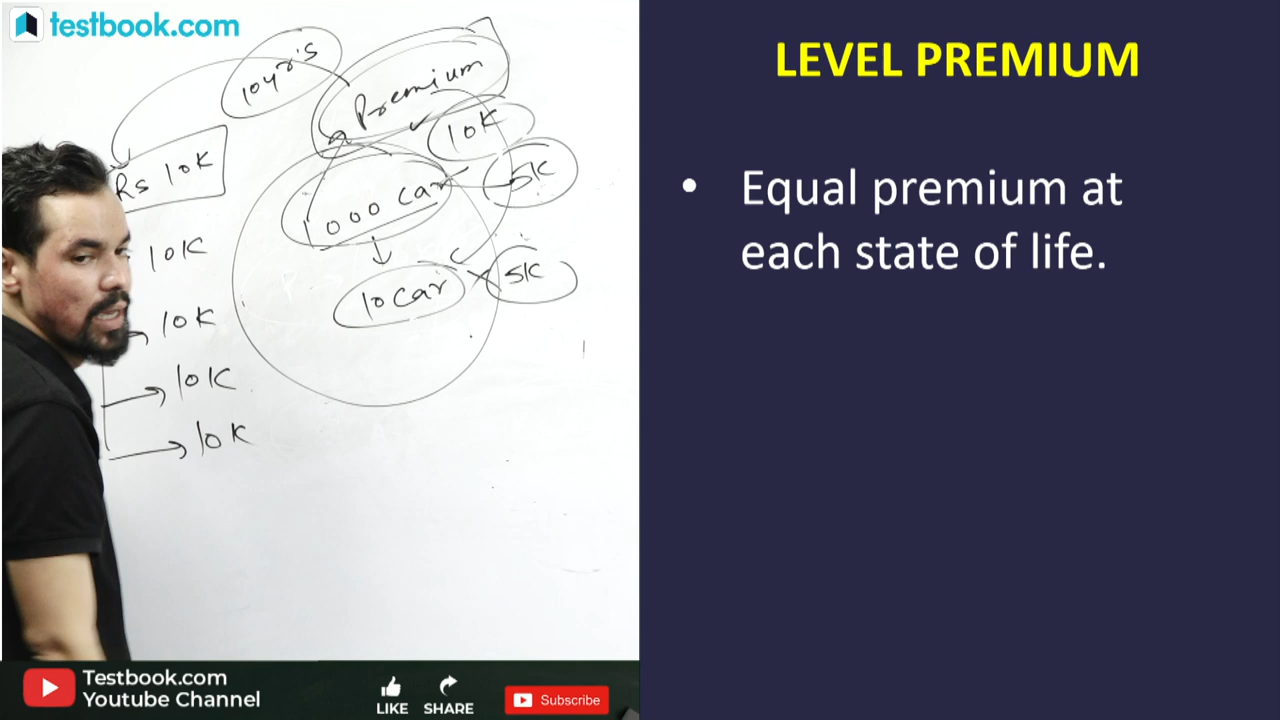 testbook.com
10yr's
Premium
10K
Rs 10K
5K
1000 car
10K
10 car
5K
10K
10K
10K
LEVEL PREMIUM
• Equal premium at
each state of life.
Testbook.com
Youtube Channel
LIKE
SHARE
Subscribe